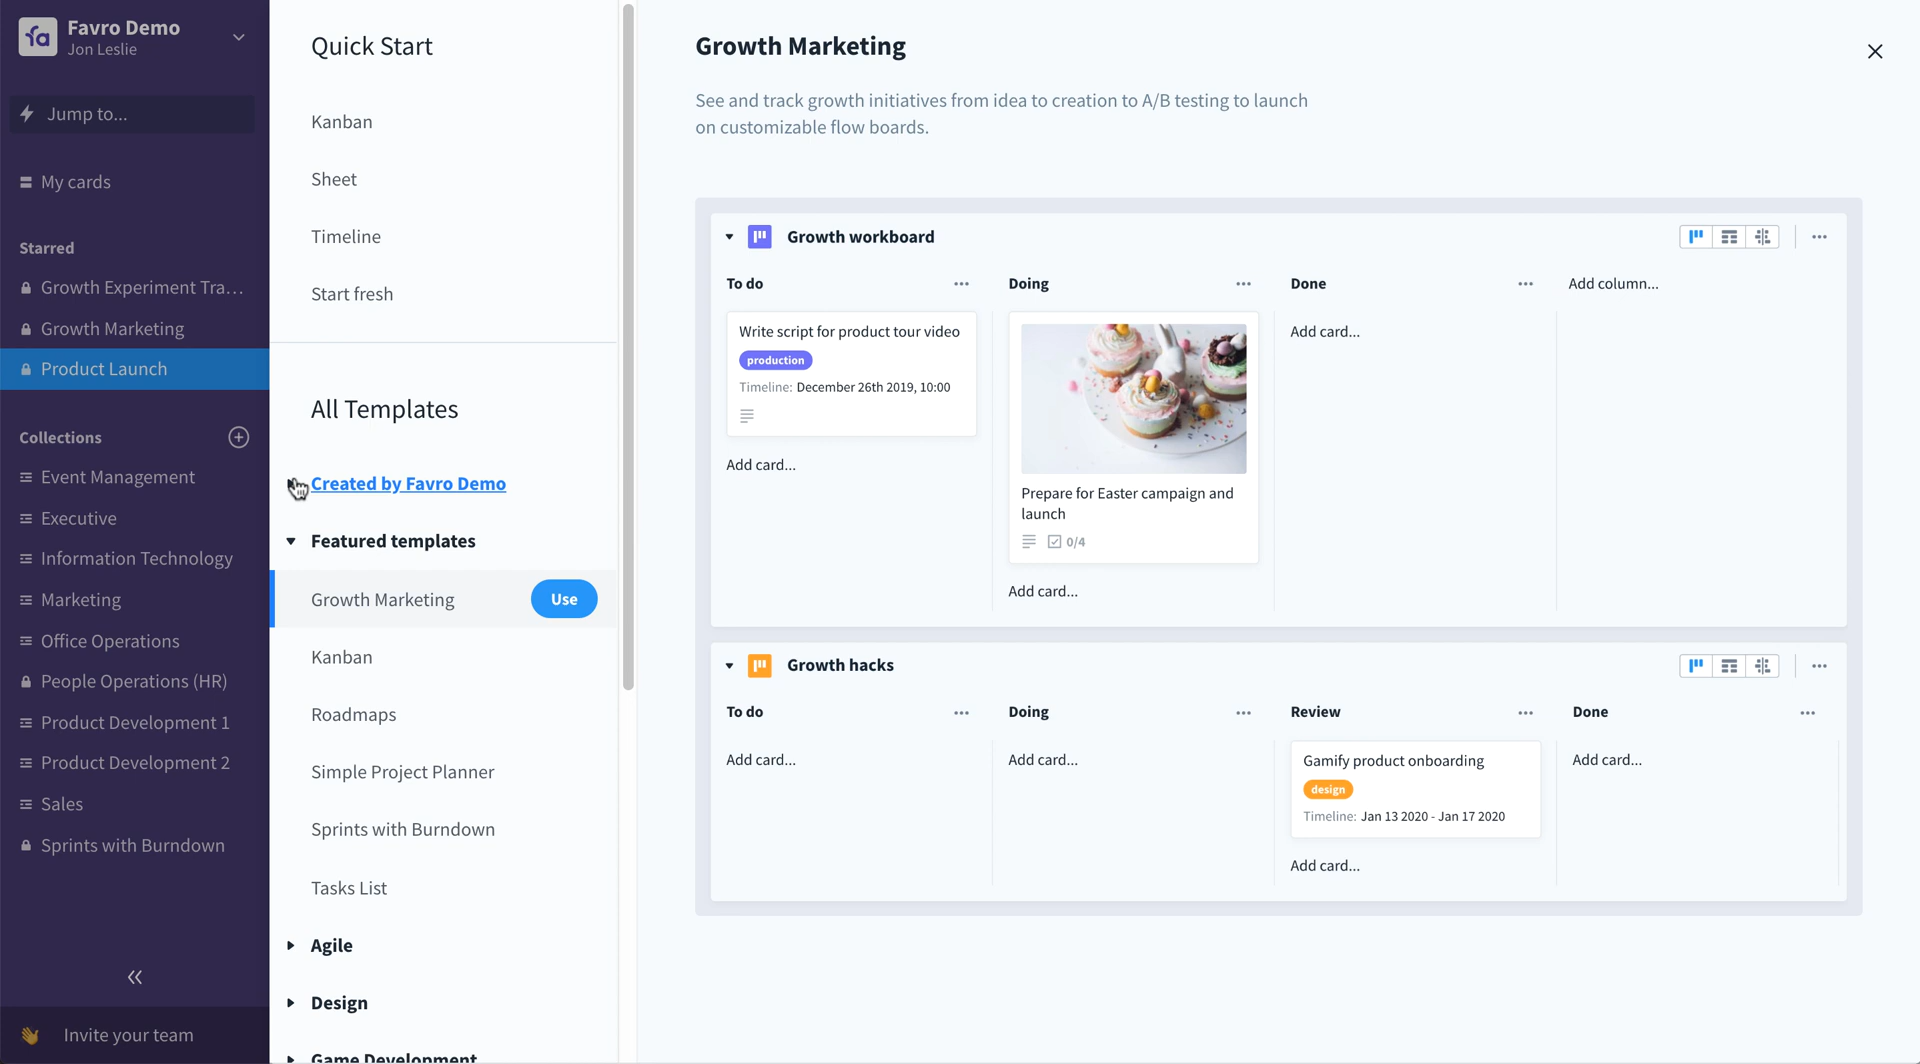 Favro Demo
Jon Leslie
Jump to...
My cards
Starred
Growth Experiment Tra...
Growth Marketing
Product Launch
Collections
Event Management
Executive
Information Technology
Marketing
Office Operations
People Operations (HR)
Product Development 1
Product Development 2
Sales
Sprints with Burndown
Invite your team
Quick Start
Kanban
Sheet
Timeline
Start fresh
All Templates
Created by Favro Demo
Featured templates
Growth Marketing
Use
Kanban
Roadmaps
Simple Project Planner
Sprints with Burndown
Tasks List
Agile
Design
Game Development
Growth Marketing
See and track growth initiatives from idea to creation to A/B testing to launch
on customizable flow boards.
Growth workboard
To do
Write script for product tour video
production
Timeline: December 26th 2019, 10:00
Add card...
Doing
Prepare for Easter campaign and
launch
0/4
Add card...
Done
Add card...
Add column...
Growth hacks
To do
Add card...
Doing
Add card...
Review
Gamify product onboarding
design
Timeline: Jan 13 2020 - Jan 17 2020
Add card...
Done
Add card...